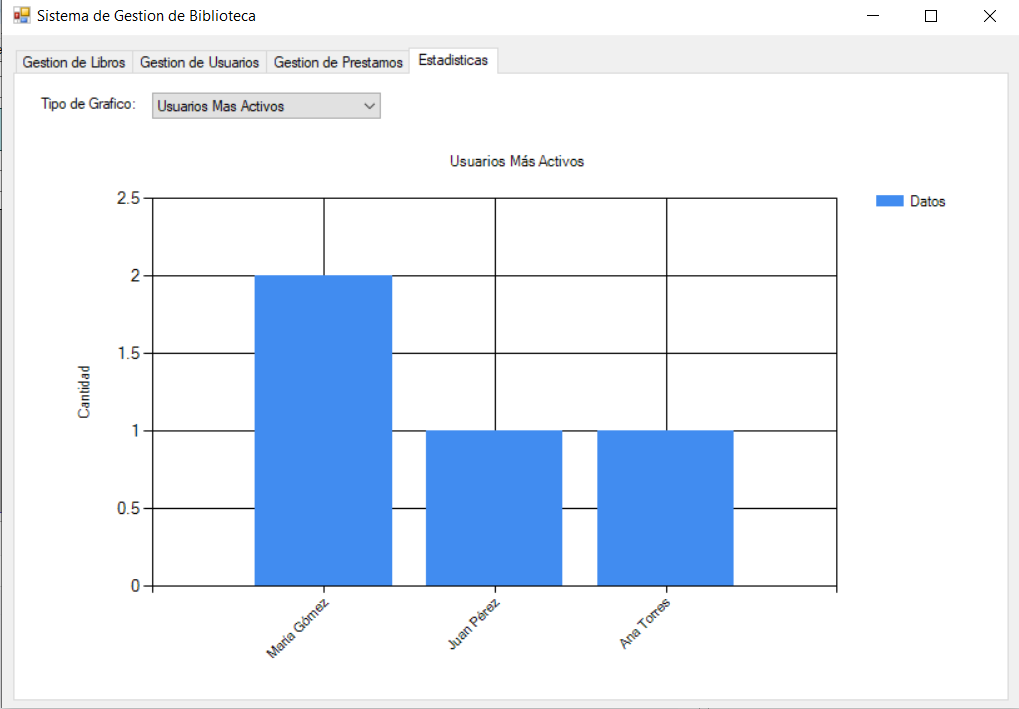 Sistema de Gestion de Biblioteca
Gestion de Libros
Gestion de Usuarios
Gestion de Prestamos
Estadisticas
Tipo de Grafico:
Usuarios Mas Activos
Usuarios Más Activos
Datos
2.5
2
1.5
1
0.5
0
Cantidad
María Gómez
Juan Pérez
Ana Torres